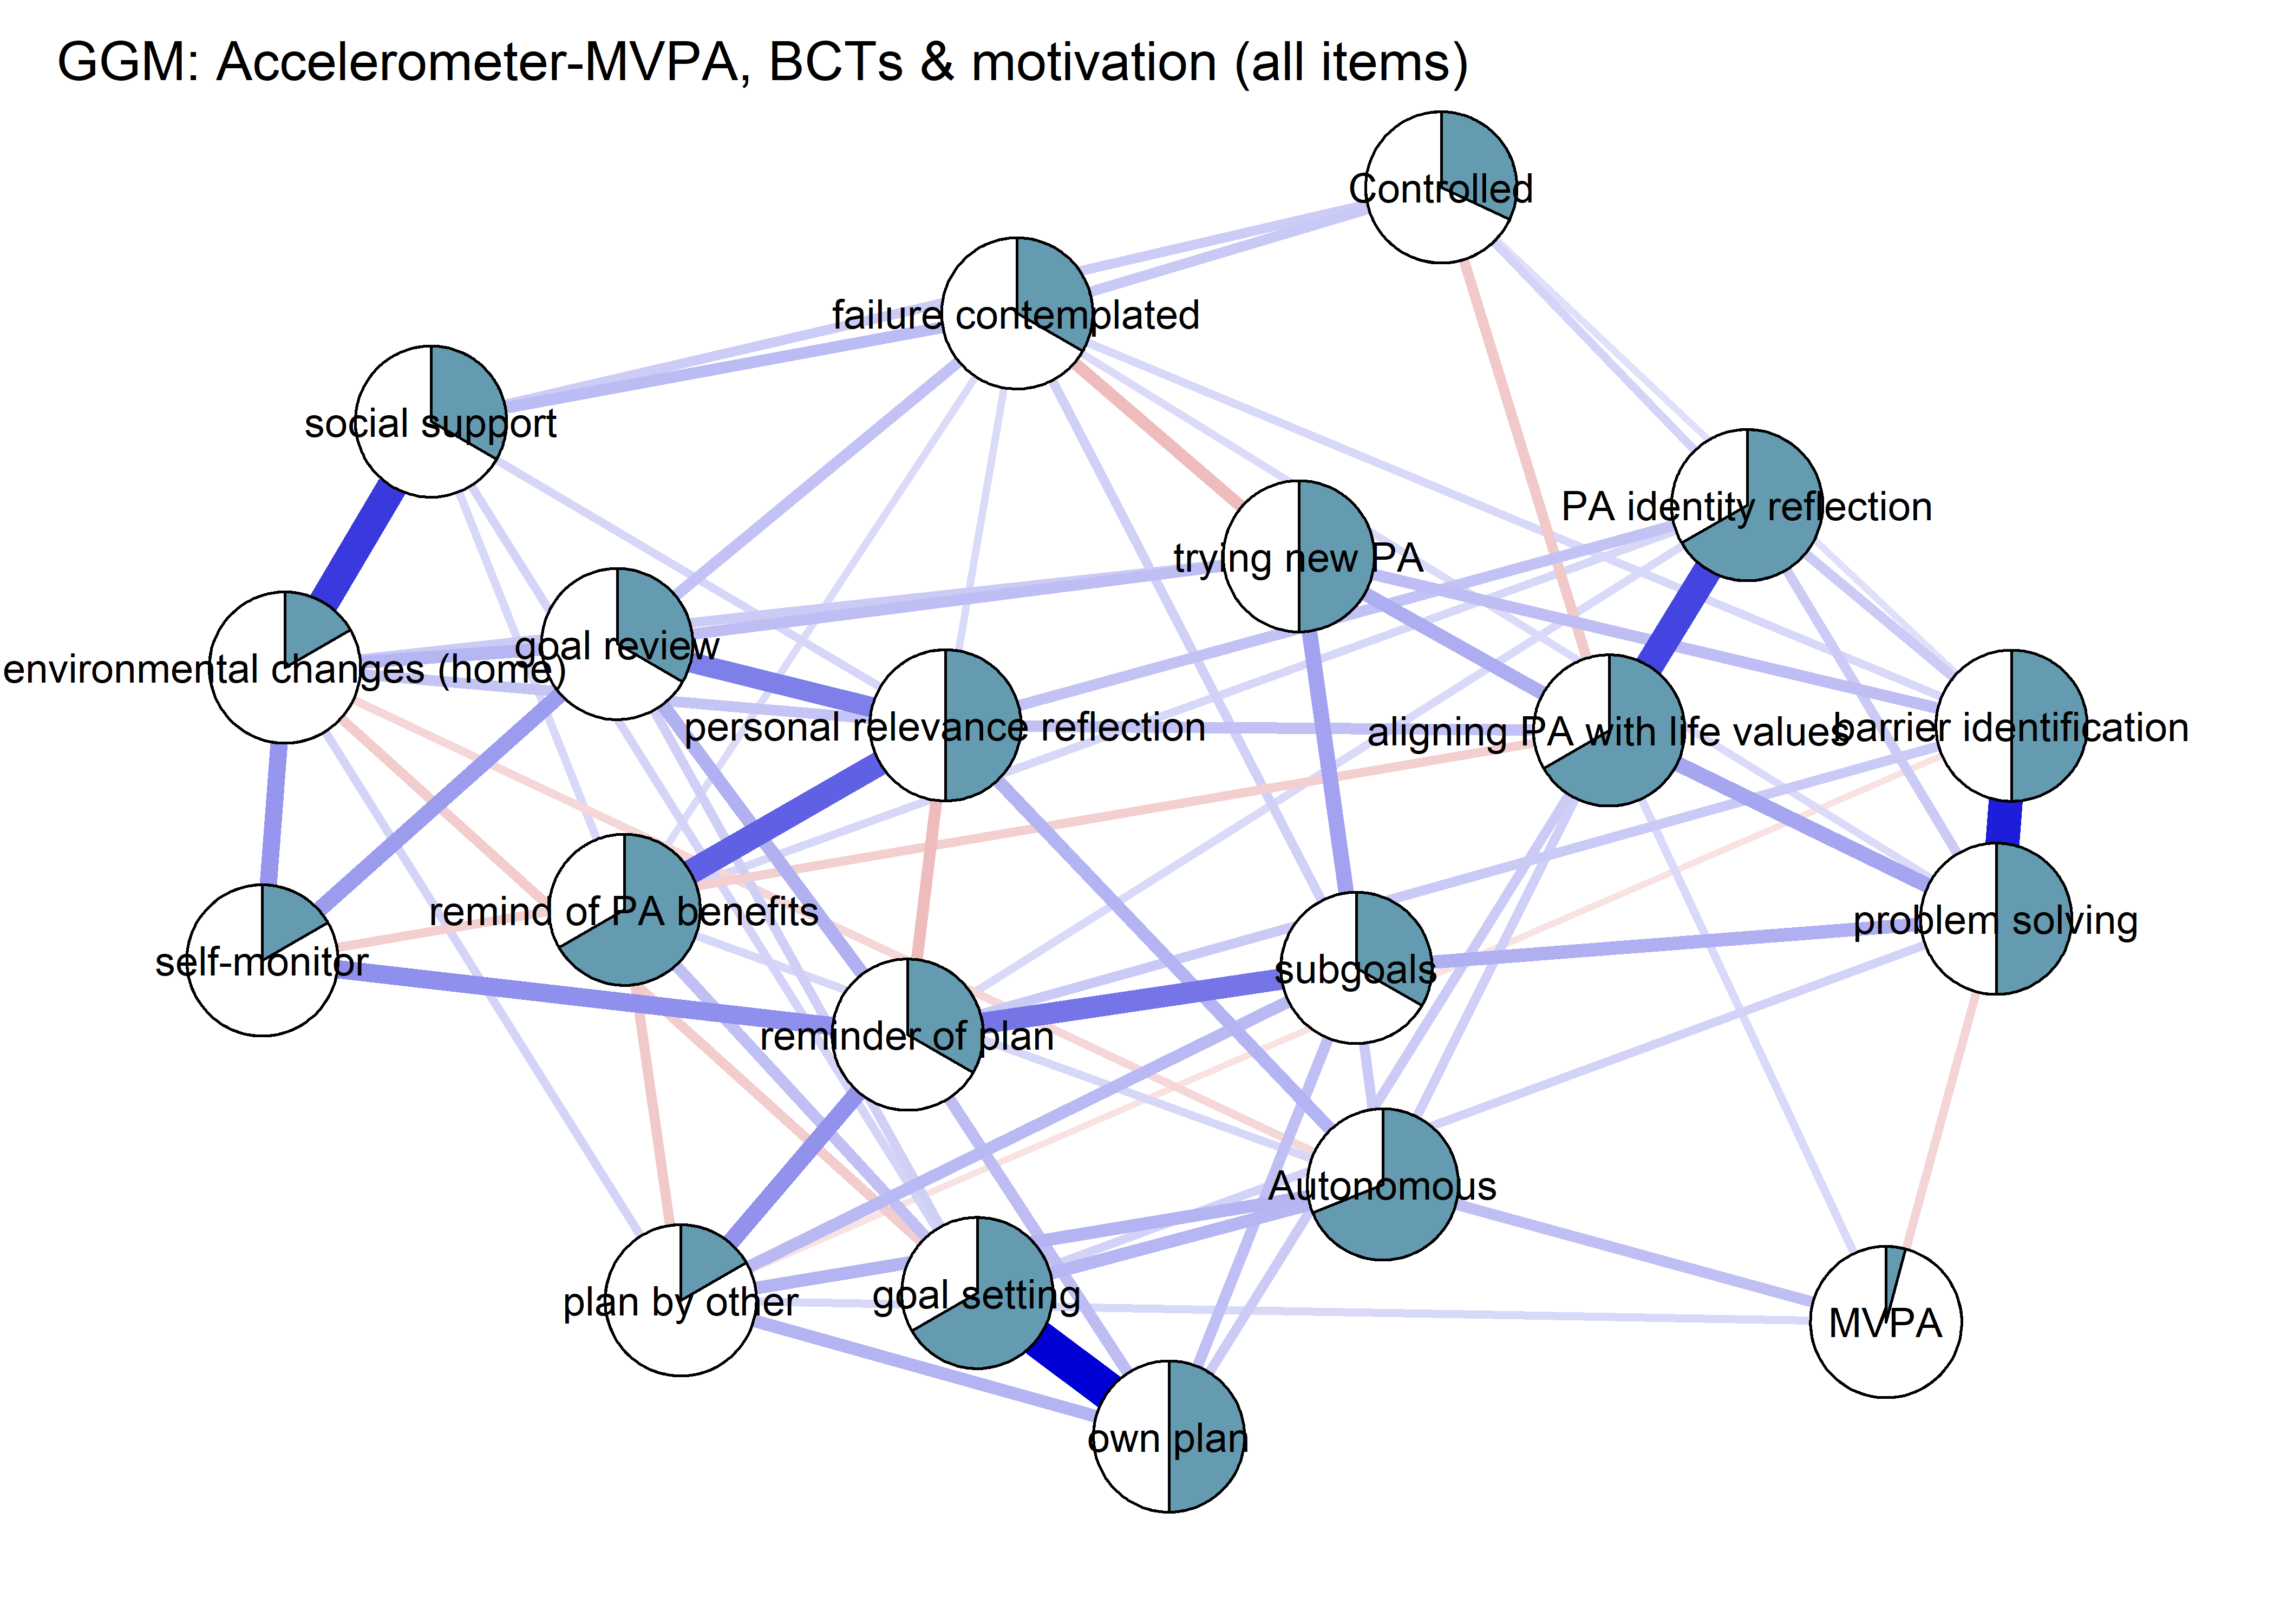 GGM: Accelerometer-MVPA, BCTs & motivation (all items)
Controlled
failure contemplated
social support
PA identity reflection
trying new PA
goal review
environmental changes (home)
personal relevance reflection
aligning PA with life values
barrier identification
remind of PA benefits
problem solving
self-monitor
subgoals
reminder of plan
Autonomous
plan by other
goal setting
MVPA
own plan